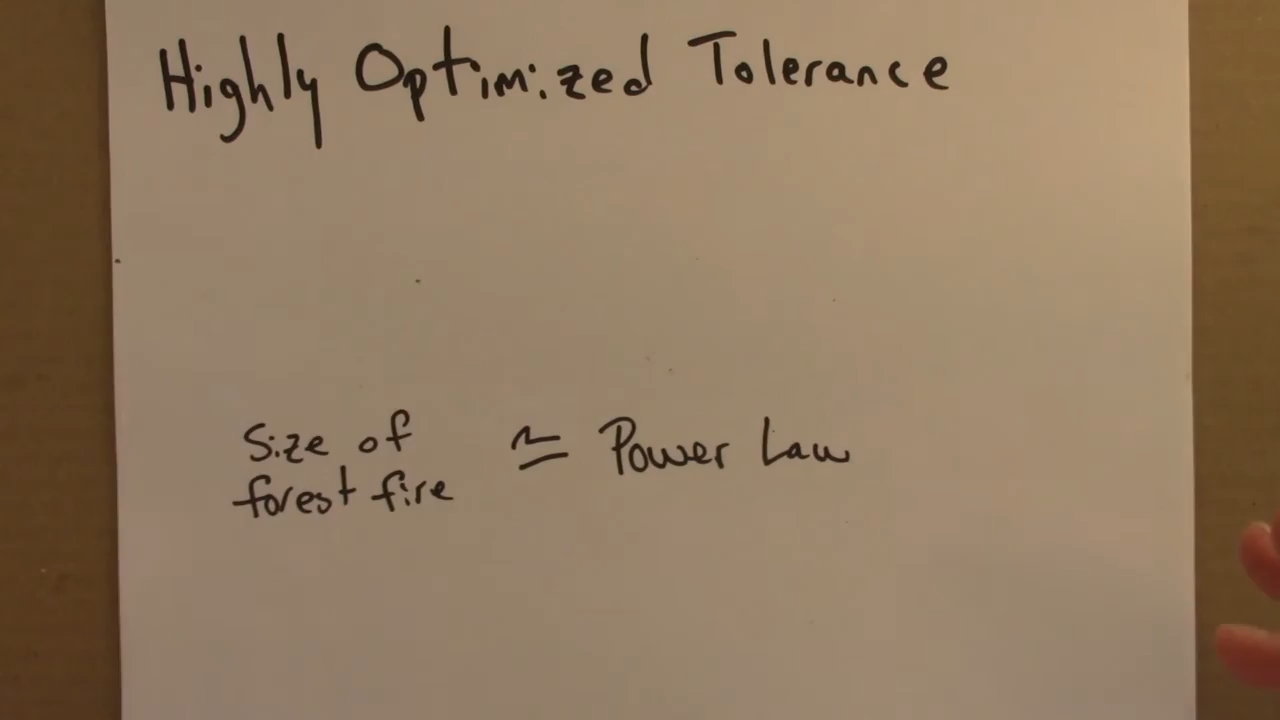 Highly Optimized Tolerance
Size of ≃ Power Law
forest fire